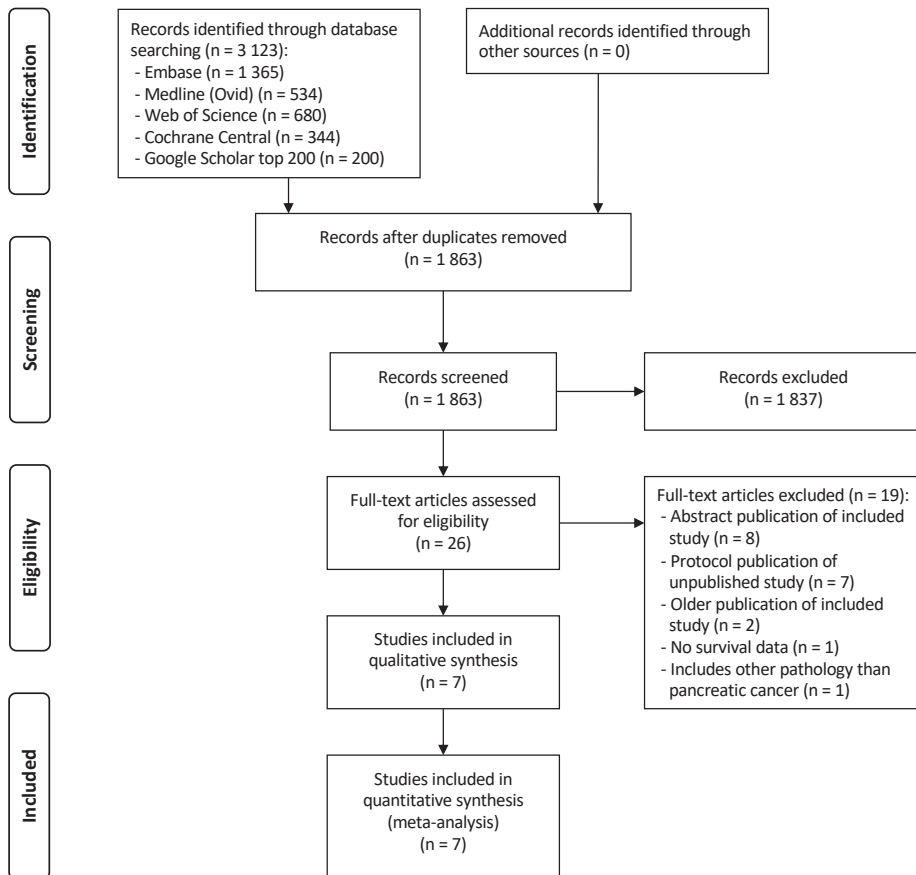 Identification
Records identified through database
searching (n = 3 123):
- Embase (n = 1 365)
- Medline (Ovid) (n = 534)
- Web of Science (n = 680)
- Cochrane Central (n = 344)
- Google Scholar top 200 (n = 200)
Additional records identified through
other sources (n = 0)
Records after duplicates removed
(n = 1 863)
Screening
Records screened
(n = 1 863)
Records excluded
(n = 1 837)
Eligibility
Full-text articles assessed
for eligibility
(n = 26)
Full-text articles excluded (n = 19):
- Abstract publication of included
study (n = 8)
- Protocol publication of
unpublished study (n = 7)
- Older publication of included
study (n = 2)
- No survival data (n = 1)
- Includes other pathology than
pancreatic cancer (n = 1)
Studies included in
qualitative synthesis
(n = 7)
Included
Studies included in
quantitative synthesis
(meta-analysis)
(n = 7)